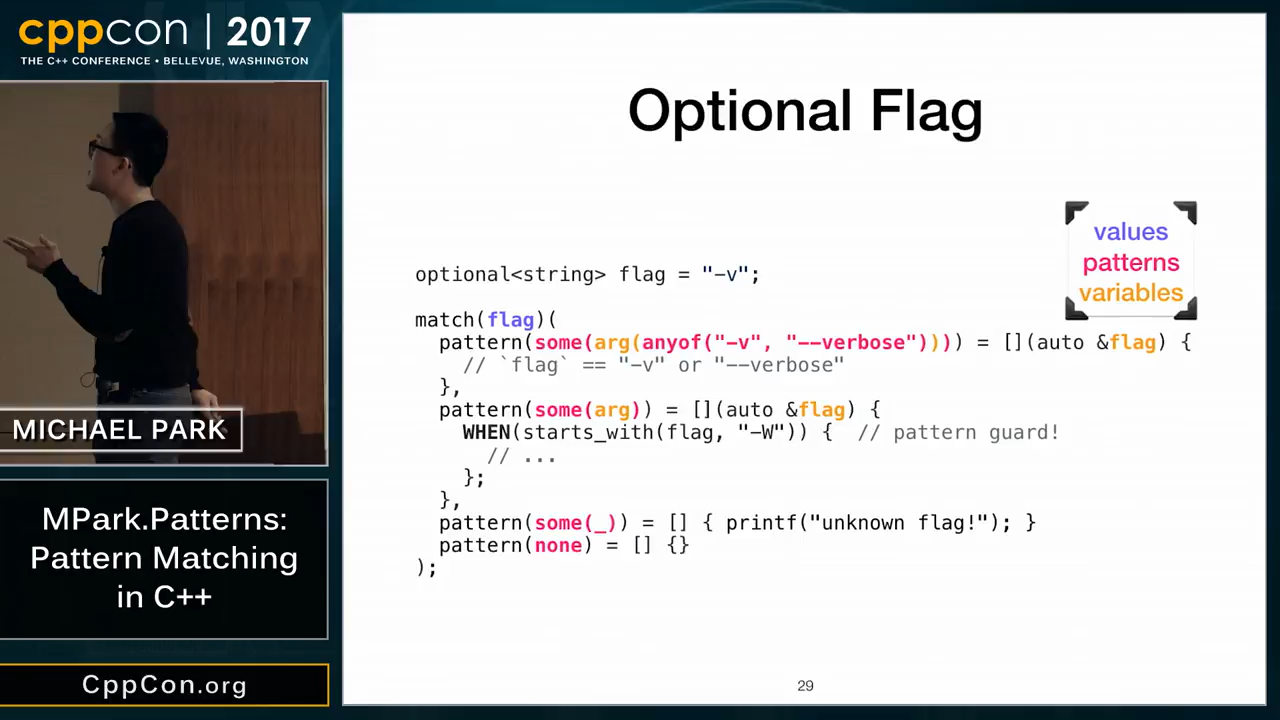 cppcon | 2017
THE C++ CONFERENCE • BELLEVUE, WASHINGTON
MICHAEL PARK
MPark.Patterns:
Pattern Matching
in C++
CppCon.org
Optional Flag
values
patterns
variables
optional<string> flag = "-v";
match(flag)(
  pattern(some(arg(anyof("-v", "--verbose")))) = [](auto &flag) {
    // `flag` == "-v" or "--verbose"
  },
  pattern(some(arg)) = [](auto &flag) {
    WHEN(starts_with(flag, "-W")) {  // pattern guard!
      // ...
    };
  },
  pattern(some(_)) = [] { printf("unknown flag!"); }
  pattern(none) = [] {}
);
29